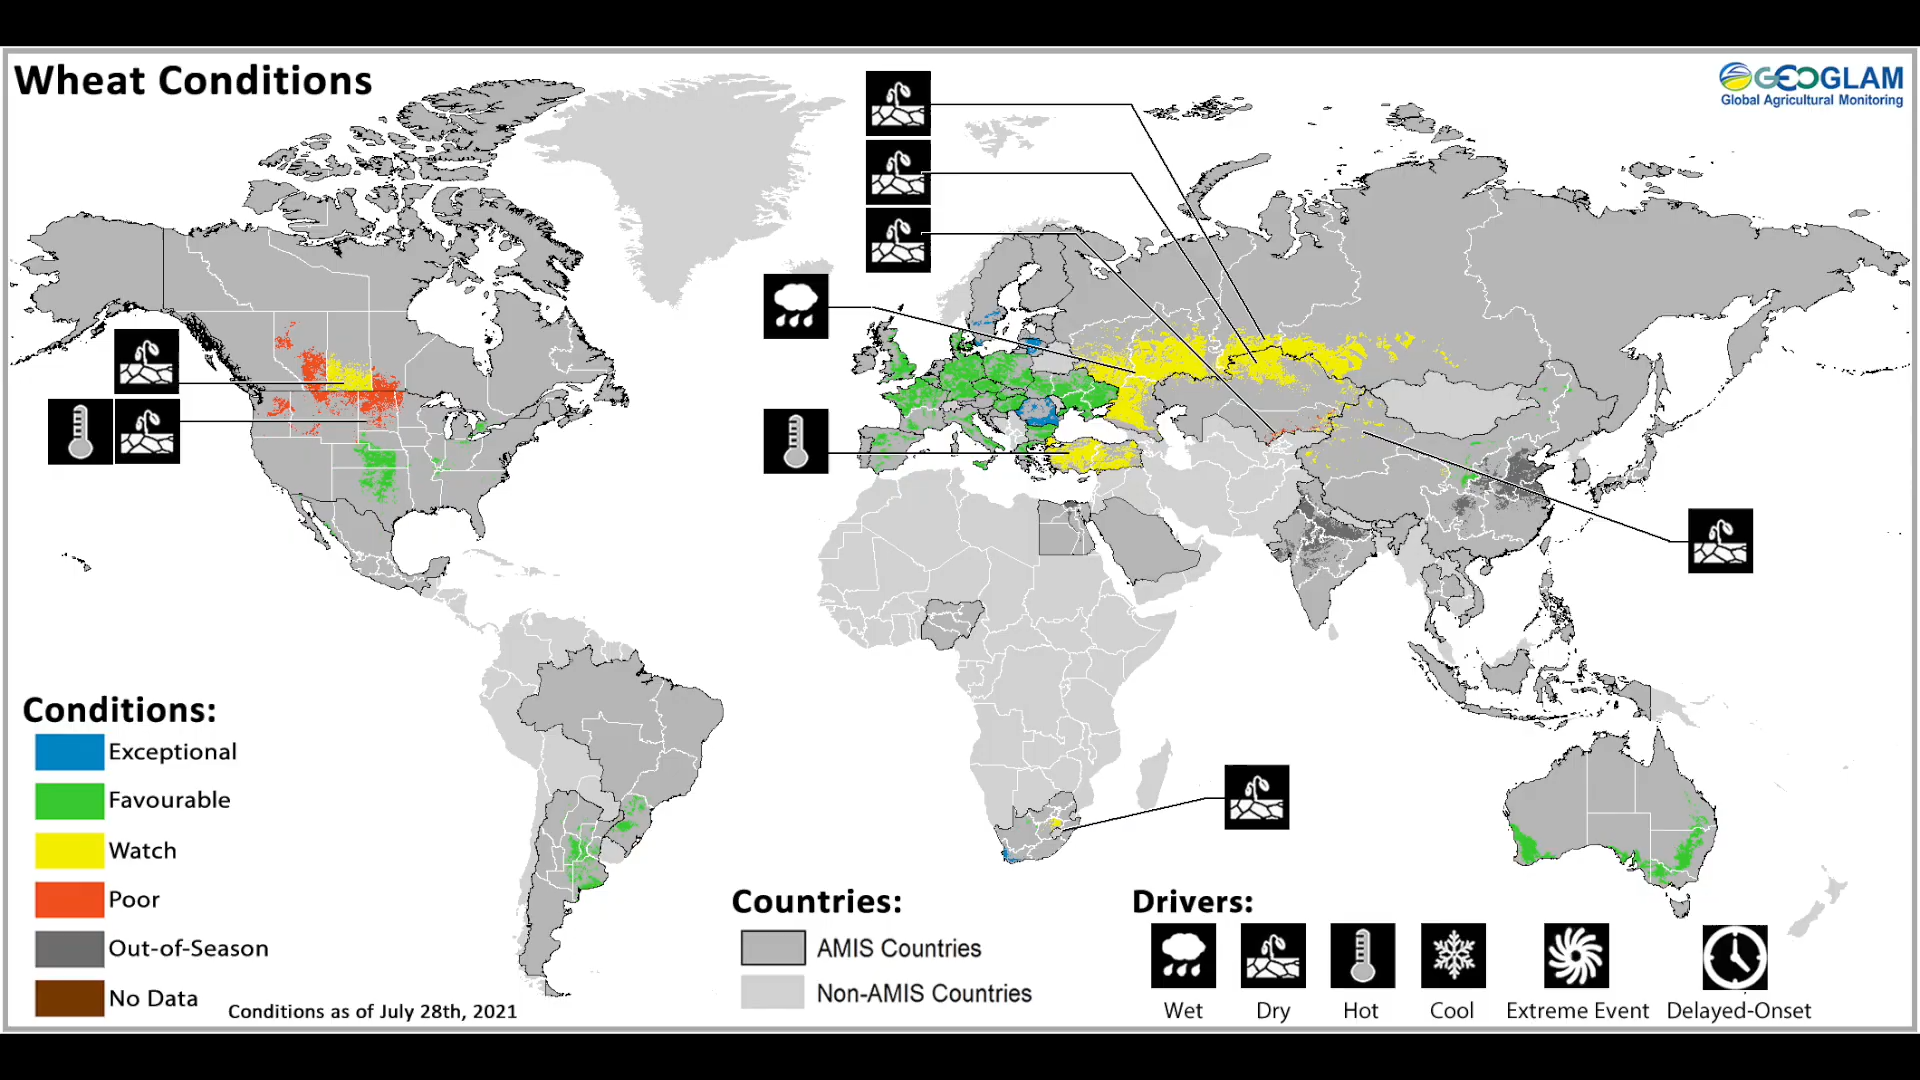 Wheat Conditions
GEOGLAM
Global Agricultural Monitoring
Conditions:
Exceptional
Favourable
Watch
Poor
Out-of-Season
No Data
Conditions as of July 28th, 2021
Countries:
AMIS Countries
Non-AMIS Countries
Drivers:
Wet
Dry
Hot
Cool
Extreme Event
Delayed-Onset